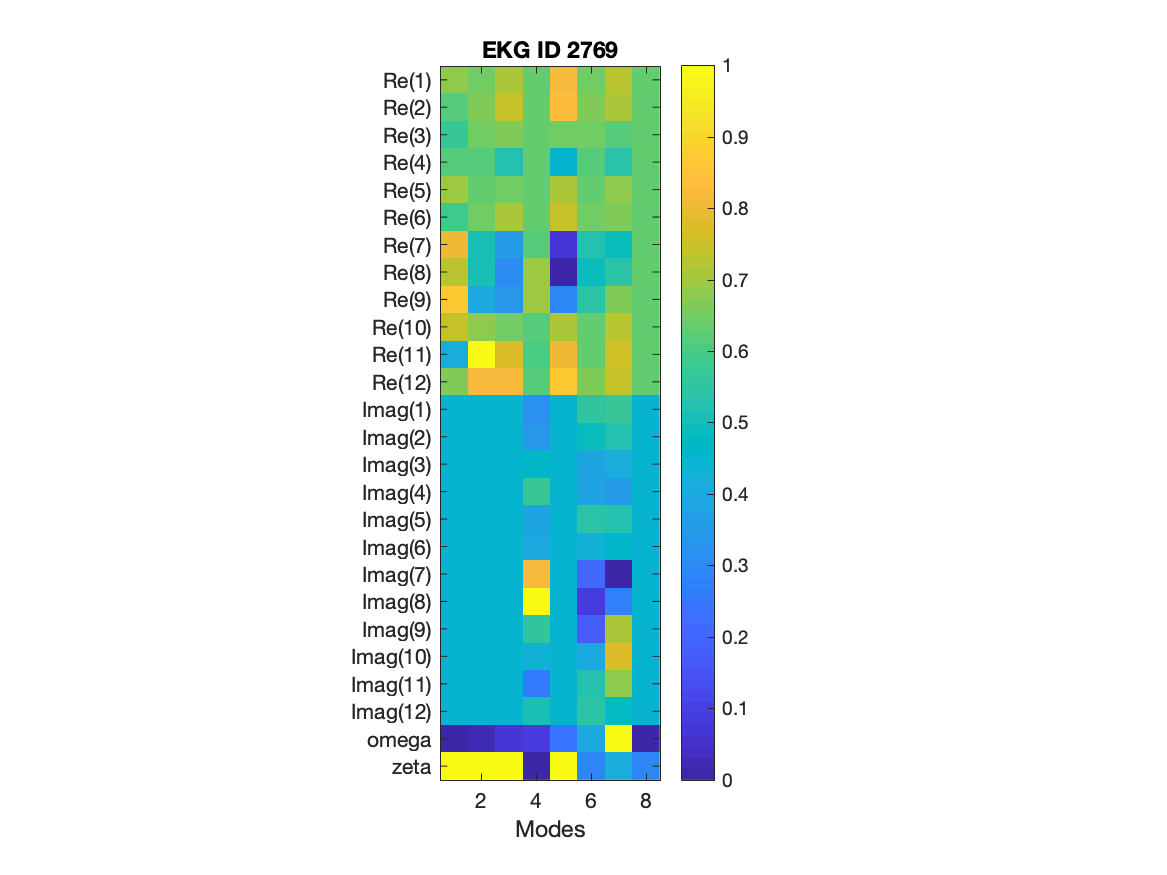 EKG ID 2769
Re(1)
Re(2)
Re(3)
Re(4)
Re(5)
Re(6)
Re(7)
Re(8)
Re(9)
Re(10)
Re(11)
Re(12)
Imag(1)
Imag(2)
Imag(3)
Imag(4)
Imag(5)
Imag(6)
Imag(7)
Imag(8)
Imag(9)
Imag(10)
Imag(11)
Imag(12)
omega
zeta
2 4 6 8
Modes
1
0.9
0.8
0.7
0.6
0.5
0.4
0.3
0.2
0.1
0